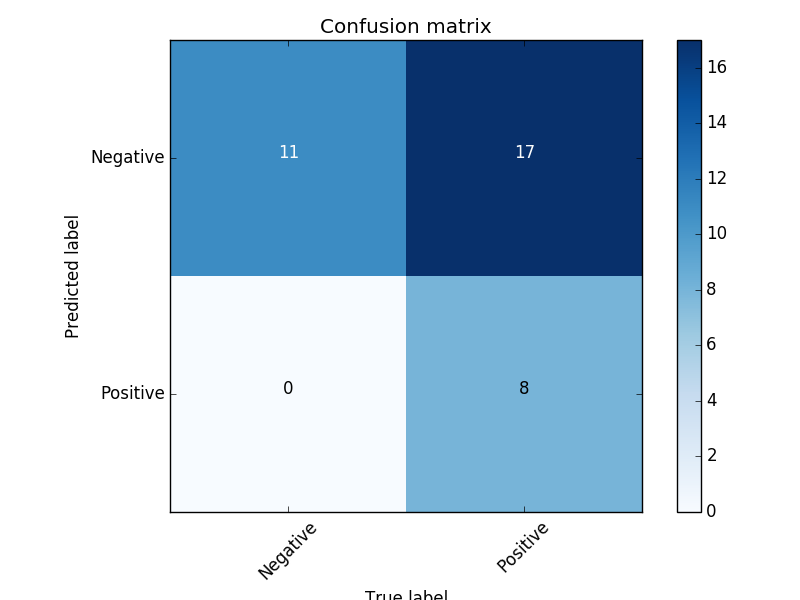 Confusion matrix
Negative
11
17
Positive
0
8
Predicted label
Negative
Positive
True label
16
14
12
10
8
6
4
2
0